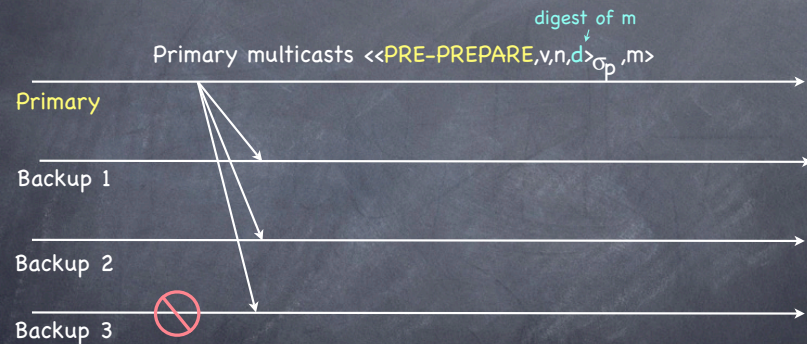 digest of m
Primary multicasts <<PRE-PREPARE,v,n,d>σp ,m>
Primary
Backup 1
Backup 2
Backup 3